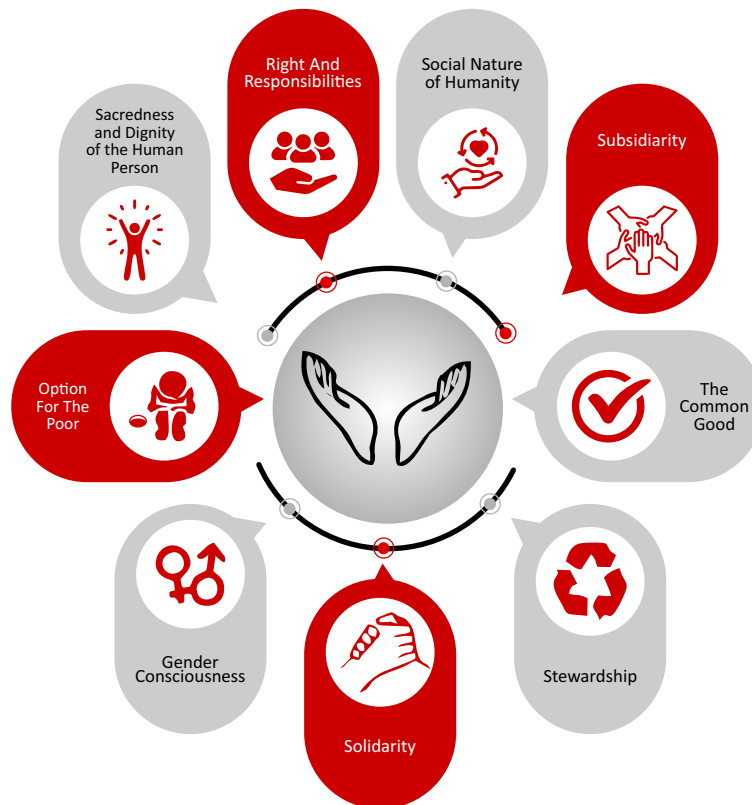 Right And
Responsibilities
Social Nature
of Humanity
Sacredness
and Dignity
of the Human
Person
Subsidiarity
Option
For The
Poor
The
Common
Good
Gender
Consciousness
Stewardship
Solidarity